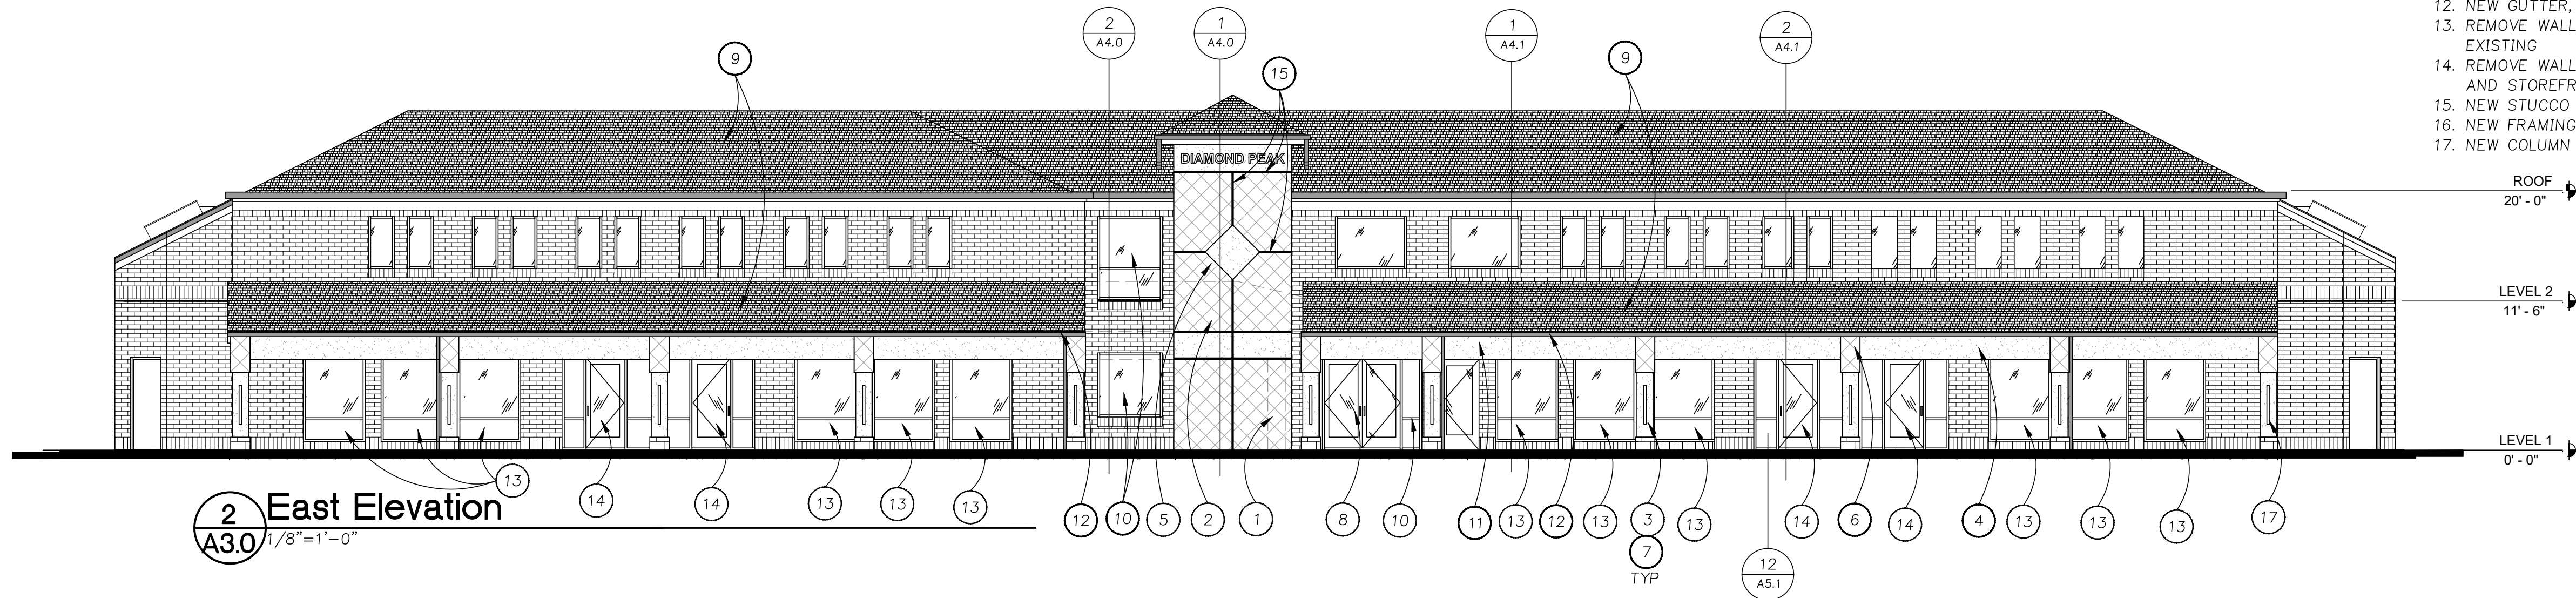 12. NEW GUTTER,
13. REMOVE WALL
EXISTING
14. REMOVE WALL
AND STOREFR
15. NEW STUCCO
16. NEW FRAMING
17. NEW COLUMN
2
A4.0
1
A4.0
1
A4.1
2
A4.1
9
15
9
DIAMOND PEAK
ROOF
20' - 0"
LEVEL 2
11' - 6"
LEVEL 1
0' - 0"
13
14
14
13
13
13
12
10
5
2
1
8
10
11
13
12
13
3
13
14
6
14
4
13
13
13
17
7
TYP
12
A5.1
2
A3.0
East Elevation
1/8"=1'-0"